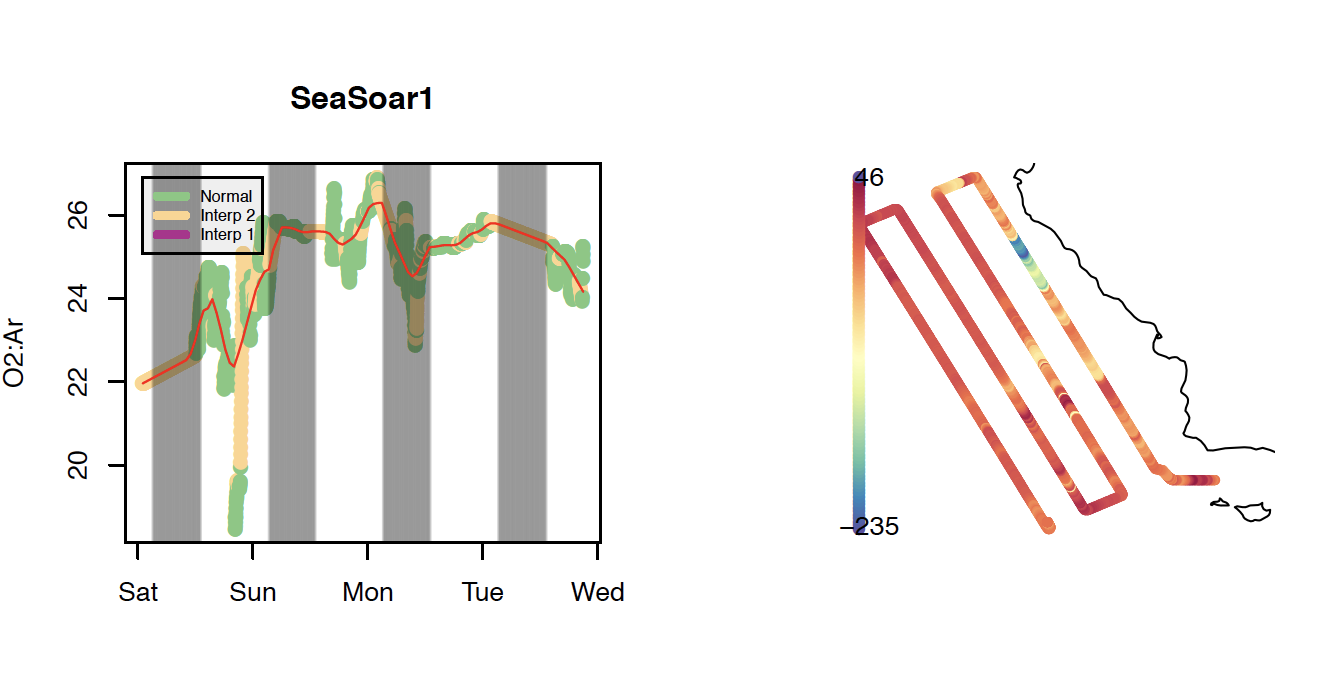 SeaSoar1
O2:Ar
26
24
22
20
Normal
Interp 2
Interp 1
Sat Sun Mon Tue Wed
46
−235